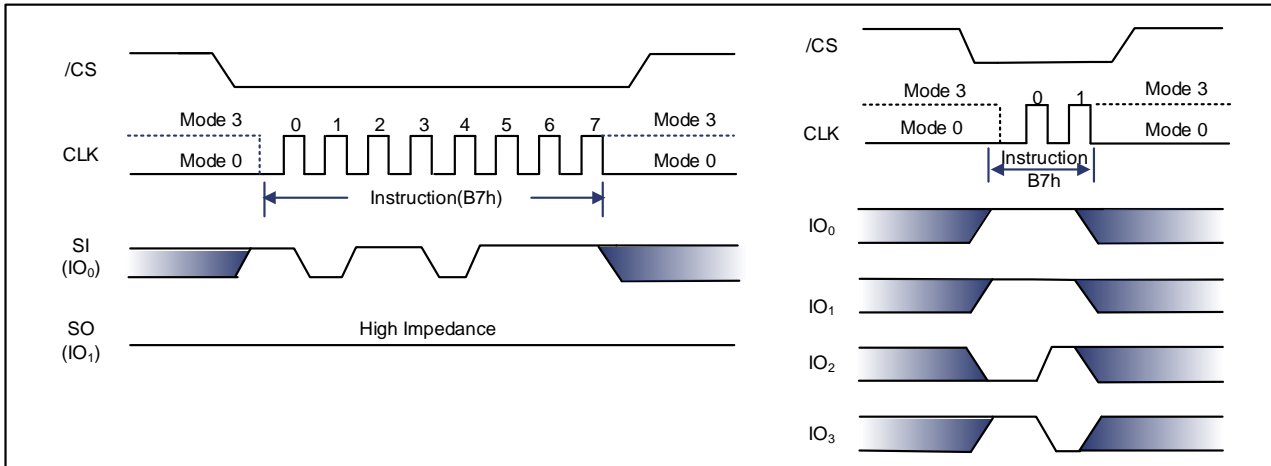 /CS
Mode 3
0 1 2 3 4 5 6 7
Mode 3
CLK
Mode 0
Mode 0
Instruction(B7h)
SI
(IO₀)
SO
(IO₁)
High Impedance
/CS
Mode 3
0 1
Mode 3
CLK
Mode 0
Mode 0
Instruction
B7h
IO₀
IO₁
IO₂
IO₃